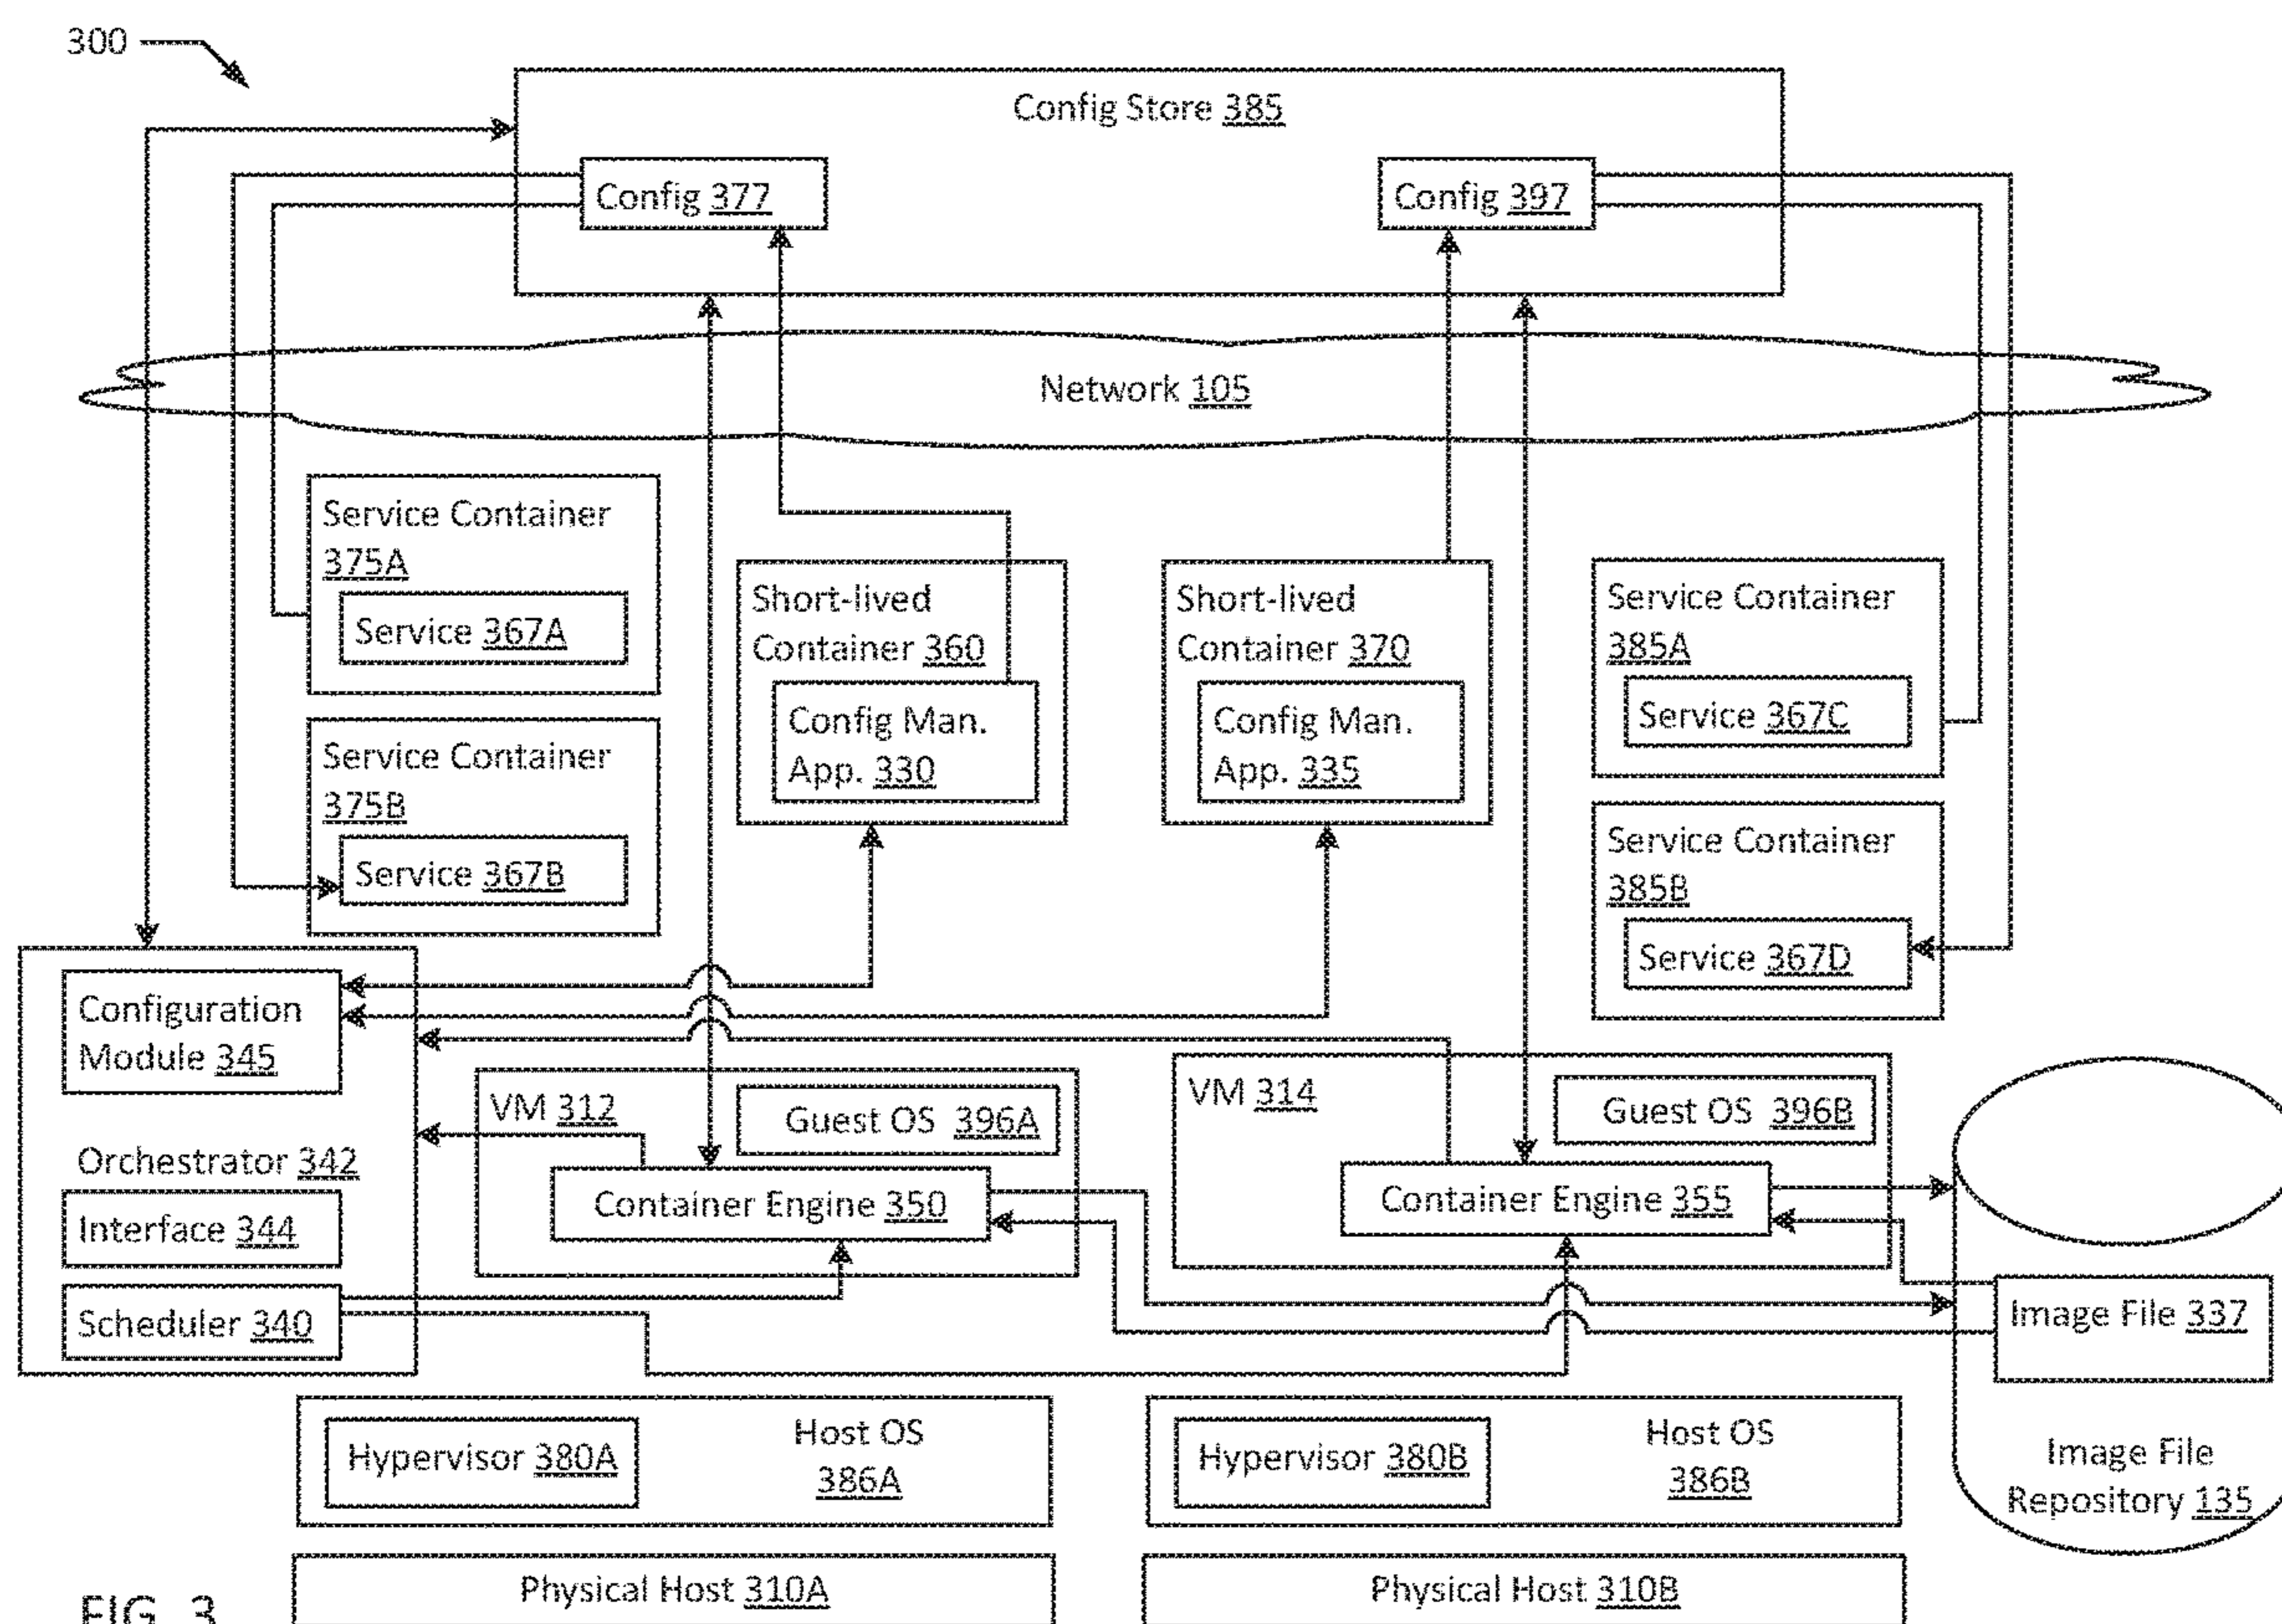 300
Config Store 385
Config 377
Config 397
Network 105
Service Container
375A
Service 367A
Short-lived
Container 360
Config Man.
App. 330
Short-lived
Container 370
Config Man.
App. 335
Service Container
385A
Service 367C
Service Container
375B
Service 367B
Service Container
385B
Service 367D
Configuration
Module 345
Orchestrator 342
Interface 344
Scheduler 340
VM 312
Guest OS 396A
Container Engine 350
VM 314
Guest OS 396B
Container Engine 355
Image File 337
Image File
Repository 135
Hypervisor 380A
Host OS
386A
Hypervisor 380B
Host OS
386B
Physical Host 310A
Physical Host 310B
FIG. 3